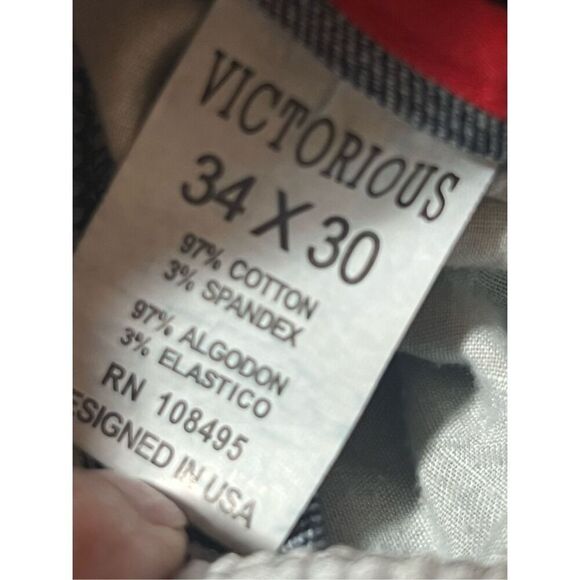 VICTORIOUS
34 X 30
97% COTTON
3% SPANDEX
97% ALGODON
3% ELASTICO
RN 108495
ESIGNED IN USA